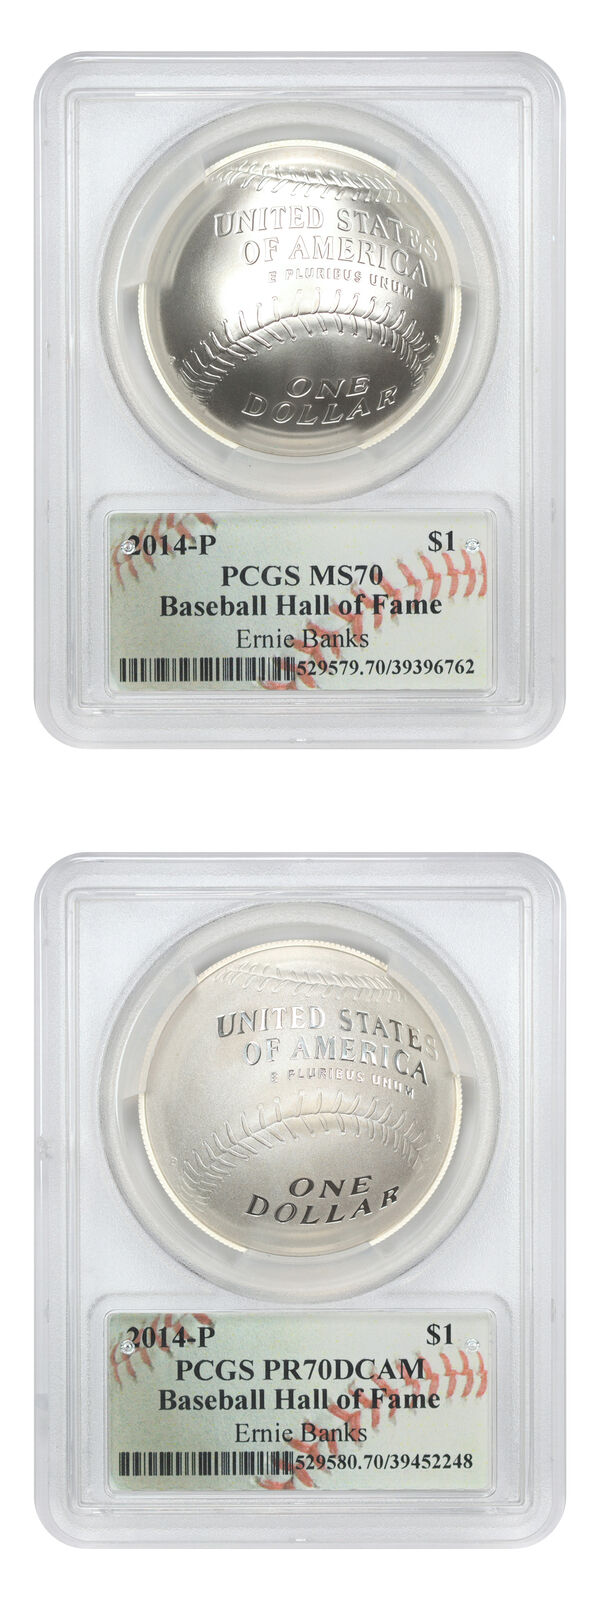 UNITED STATES
OF AMERICA
E PLURIBUS UNUM
ONE
DOLLAR
2014-P $1
PCGS MS70
Baseball Hall of Fame
Ernie Banks
529579.70/39396762
UNITED STATES
OF AMERICA
E PLURIBUS UNUM
ONE
DOLLAR
2014-P $1
PCGS PR70DCAM
Baseball Hall of Fame
Ernie Banks
529580.70/39452248